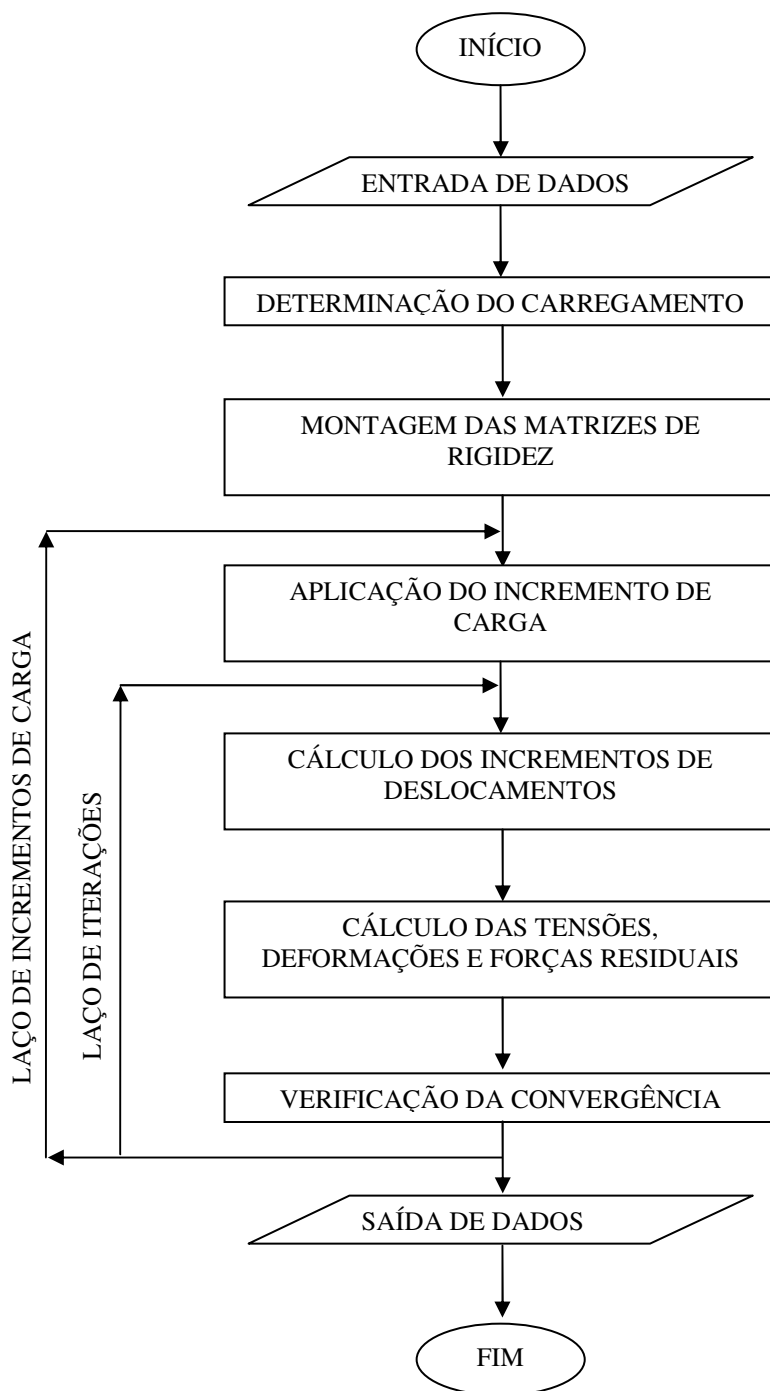 INÍCIO
ENTRADA DE DADOS
DETERMINAÇÃO DO CARREGAMENTO
MONTAGEM DAS MATRIZES DE
RIGIDEZ
APLICAÇÃO DO INCREMENTO DE
CARGA
CÁLCULO DOS INCREMENTOS DE
DESLOCAMENTOS
CÁLCULO DAS TENSÕES,
DEFORMAÇÕES E FORÇAS RESIDUAIS
VERIFICAÇÃO DA CONVERGÊNCIA
SAÍDA DE DADOS
FIM
LAÇO DE INCREMENTOS DE CARGA
LAÇO DE ITERAÇÕES